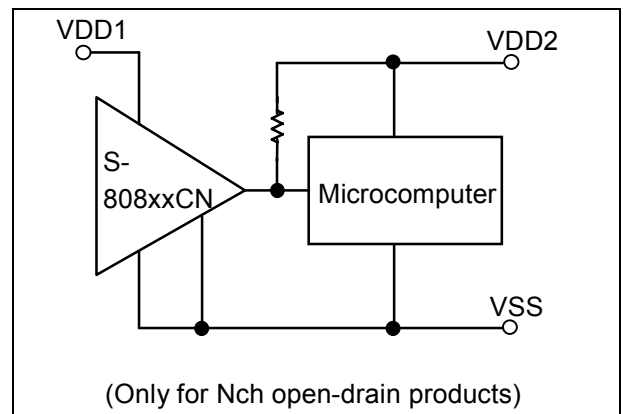 VDD1
VDD2
S-
808xxCN
Microcomputer
VSS
(Only for Nch open-drain products)